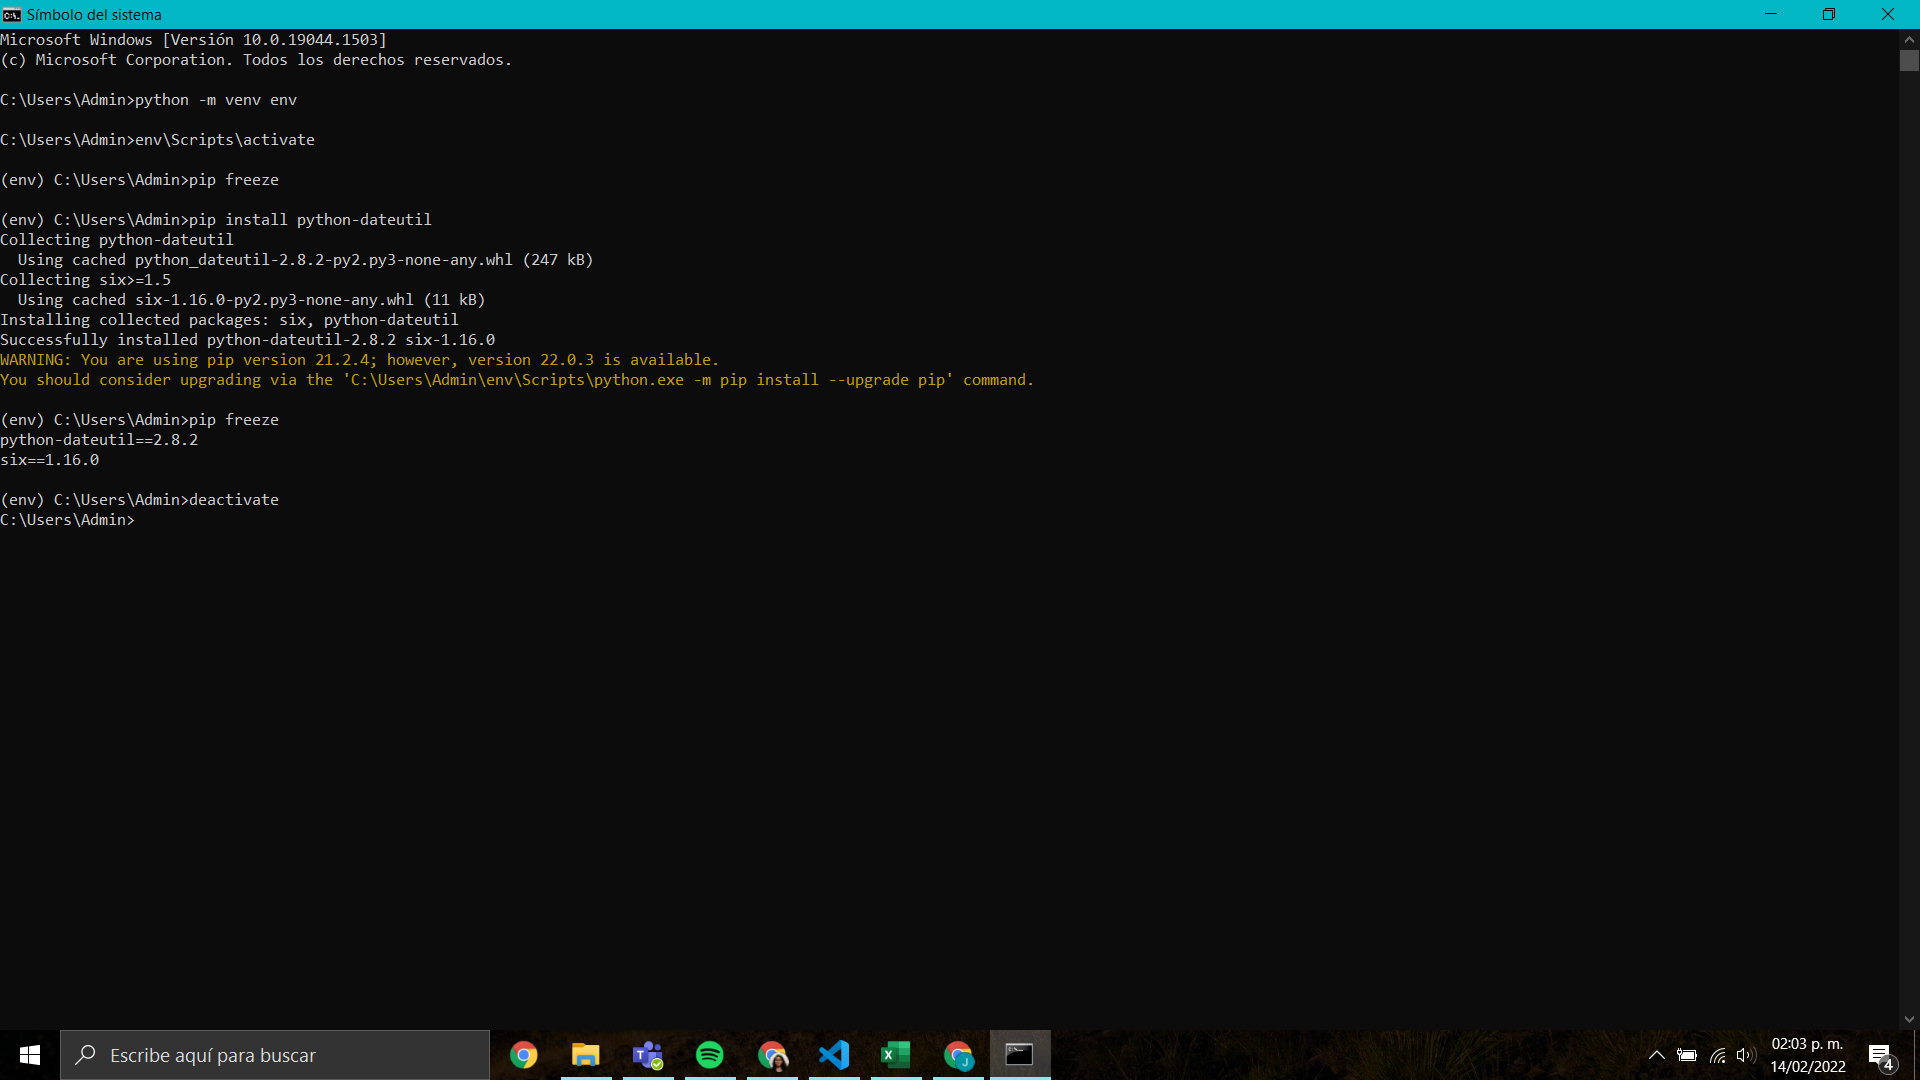 Símbolo del sistema
Microsoft Windows [Versión 10.0.19044.1503]
(c) Microsoft Corporation. Todos los derechos reservados.
C:\Users\Admin>python -m venv env
C:\Users\Admin>env\Scripts\activate
(env) C:\Users\Admin>pip freeze
(env) C:\Users\Admin>pip install python-dateutil
Collecting python-dateutil
  Using cached python_dateutil-2.8.2-py2.py3-none-any.whl (247 kB)
Collecting six>=1.5
  Using cached six-1.16.0-py2.py3-none-any.whl (11 kB)
Installing collected packages: six, python-dateutil
Successfully installed python-dateutil-2.8.2 six-1.16.0
WARNING: You are using pip version 21.2.4; however, version 22.0.3 is available.
You should consider upgrading via the 'C:\Users\Admin\env\Scripts\python.exe -m pip install --upgrade pip' command.
(env) C:\Users\Admin>pip freeze
python-dateutil==2.8.2
six==1.16.0
(env) C:\Users\Admin>deactivate
C:\Users\Admin>
Escribe aquí para buscar
02:03 p. m.
14/02/2022
4